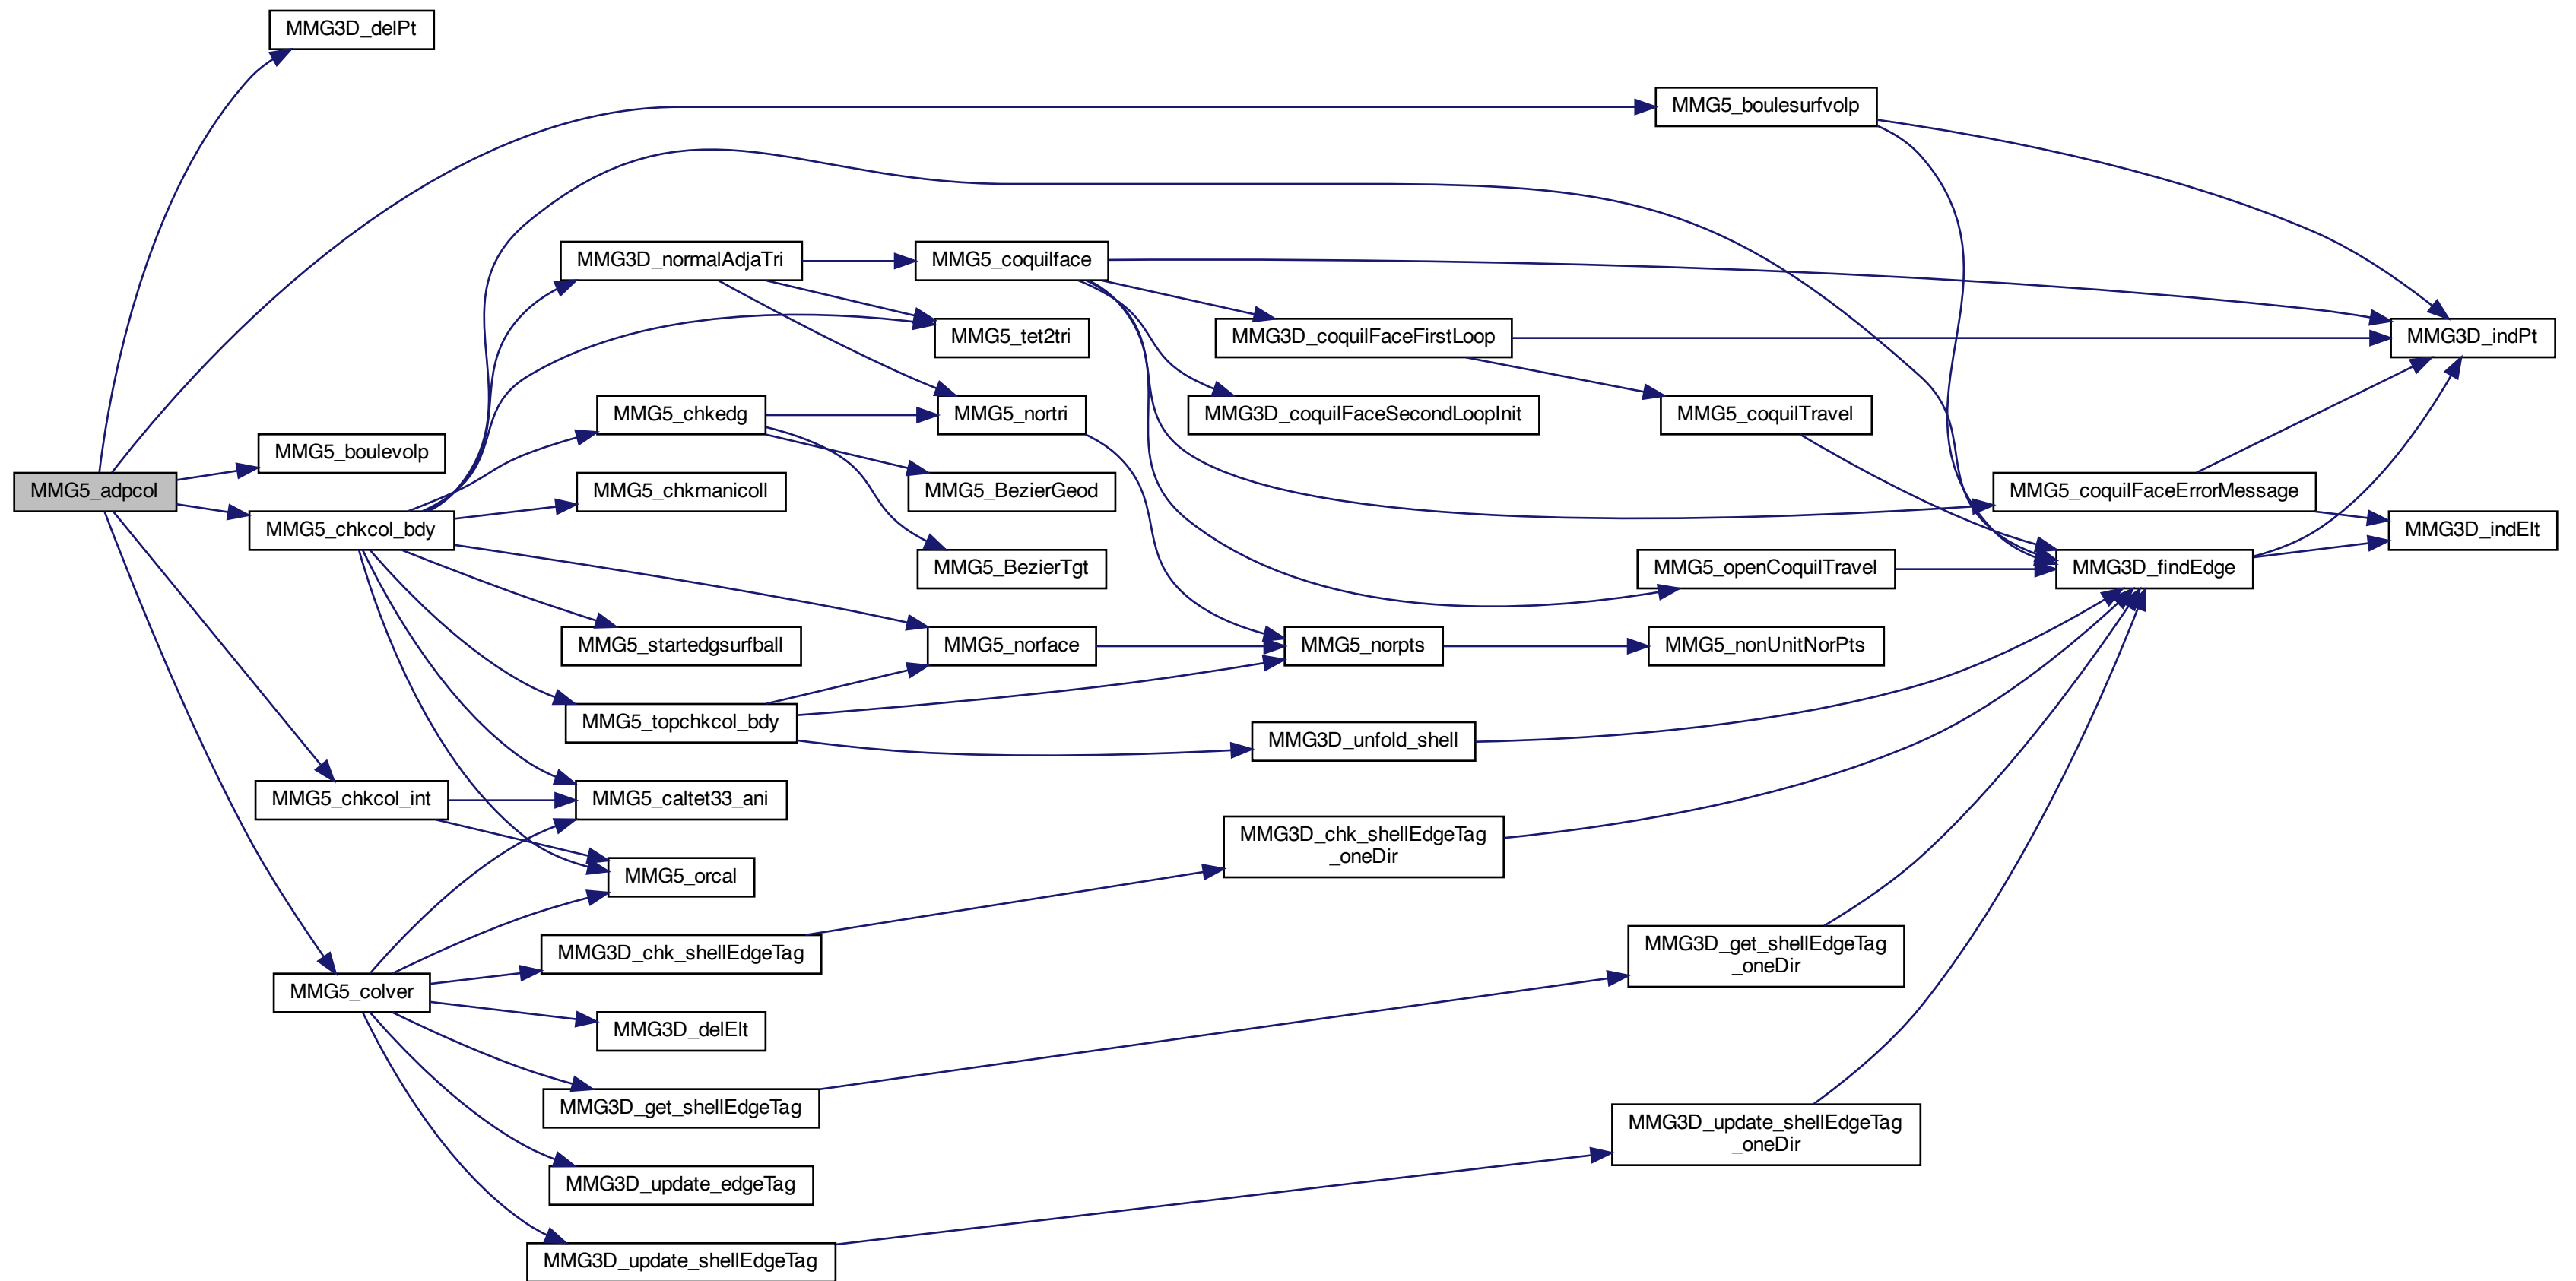 MMG3D_delPt
MMG5_boulesurfvolp
MMG3D_normalAdjaTri
MMG5_coquilface
MMG5_tet2tri
MMG3D_coquilFaceFirstLoop
MMG3D_indPt
MMG5_chkedg
MMG5_nortri
MMG3D_coquilFaceSecondLoopInit
MMG5_coquilTravel
MMG5_boulevolp
MMG5_adpcol
MMG5_chkmanicoll
MMG5_BezierGeod
MMG5_coquilFaceErrorMessage
MMG5_chkcol_bdy
MMG3D_indElt
MMG5_BezierTgt
MMG5_openCoquilTravel
MMG3D_findEdge
MMG5_startedgsurfball
MMG5_norface
MMG5_norpts
MMG5_nonUnitNorPts
MMG5_topchkcol_bdy
MMG3D_unfold_shell
MMG5_chkcol_int
MMG5_caltet33_ani
MMG3D_chk_shellEdgeTag
_oneDir
MMG5_orcal
MMG3D_chk_shellEdgeTag
MMG3D_get_shellEdgeTag
_oneDir
MMG5_colver
MMG3D_delElt
MMG3D_get_shellEdgeTag
MMG3D_update_shellEdgeTag
_oneDir
MMG3D_update_edgeTag
MMG3D_update_shellEdgeTag